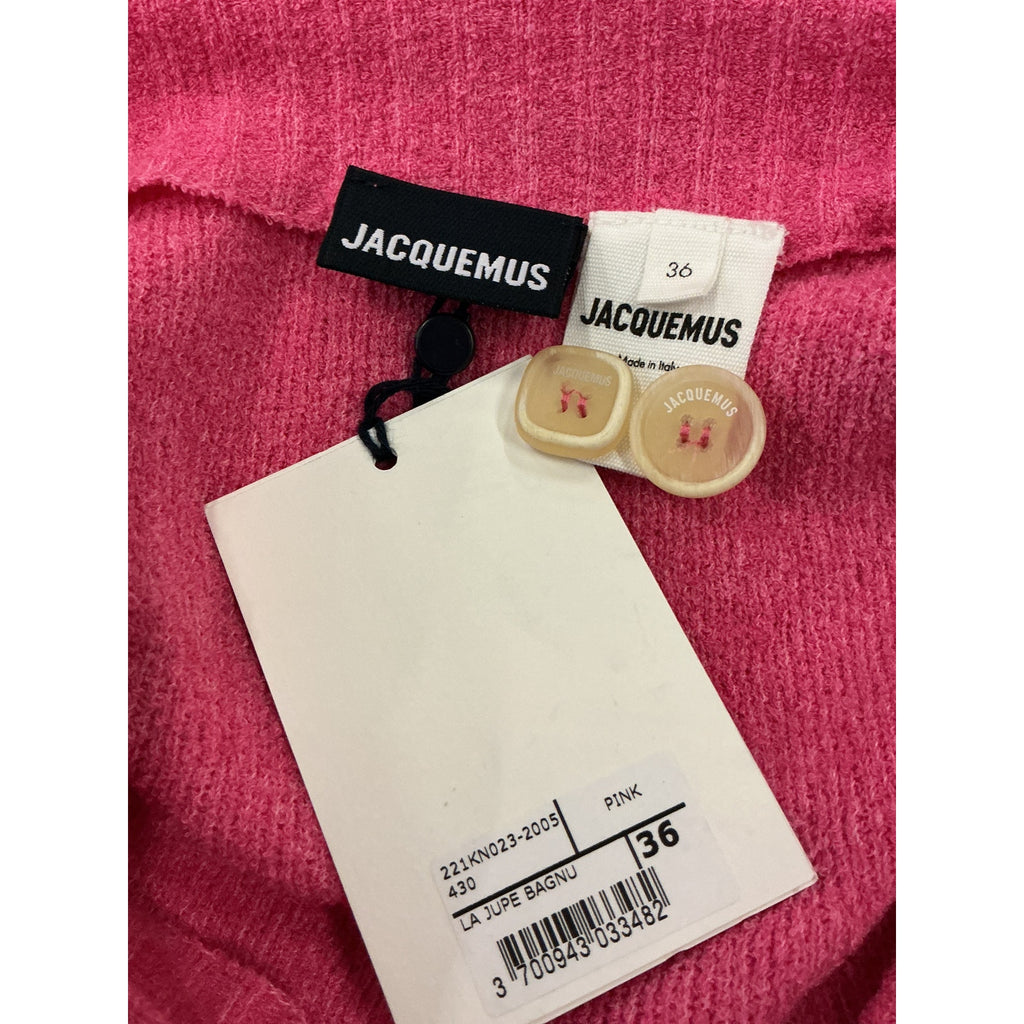 JACQUEMUS
36
JACQUEMUS
Made in Italy
JACQUEMUS
JACQUEMUS
221KN023-2005
430
PINK
LA JUPE BAGNU
36
3 700943 033482